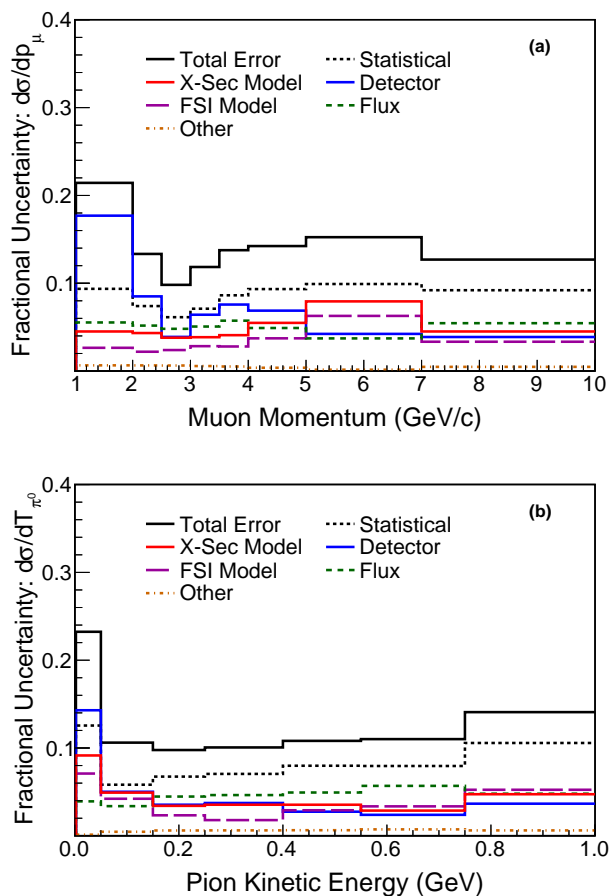 0.4
(a)
Total Error
Statistical
X-Sec Model
Detector
FSI Model
Flux
Other
0.3
0.2
0.1
Fractional Uncertainty: dσ/dpμ
1 2 3 4 5 6 7 8 9 10
Muon Momentum (GeV/c)
0.4
(b)
Total Error
Statistical
X-Sec Model
Detector
FSI Model
Flux
Other
0.3
0.2
0.1
Fractional Uncertainty: dσ/dTπ0
0.0 0.2 0.4 0.6 0.8 1.0
Pion Kinetic Energy (GeV)